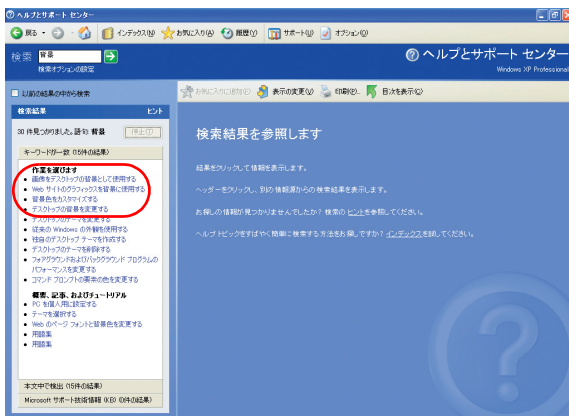 ヘルプとサポート センター
戻る
インデックス(N)
お気に入り(A)
履歴(Y)
サポート(U)
オプション(O)
検索 背景
検索オプションの設定
ヘルプとサポート センター
Windows XP Professional
以前の結果の中から検索
お気に入りに追加(D)
表示の変更(V)
印刷(P)...
目次を表示(C)
検索結果 ヒント
30 件見つかりました。語句: 背景
停止(T)
キーワードが一致 (15件の結果)
作業を選びます
画像をデスクトップの背景として使用する
Web サイトのグラフィックスを背景に使用する
背景色をカスタマイズする
デスクトップの背景を変更する
デスクトップのテーマを変更する
従来の Windows の外観を使用する
独自のデスクトップ テーマを作成する
デスクトップのテーマを削除する
フォアグラウンドおよびバックグラウンド プログラムの
パフォーマンスを変更する
コマンド プロンプトの要素の色を変更する
概要、記事、およびチュートリアル
PC を個人用に設定する
テーマを選択する
Web のページ フォントと背景色を変更する
用語集
用語集
本文中で検出 (15件の結果)
Microsoft サポート技術情報 (KB) (0件の結果)
検索結果を参照します
結果をクリックして情報を表示します。
ヘッダーをクリックし、別の情報源からの検索結果を表示します。
お探しの情報が見つかりませんでしたか? 検索の ヒントを参照してください。
ヘルプ トピックをすばやく簡単に検索する方法をお探しですか? インデックスを試してください。